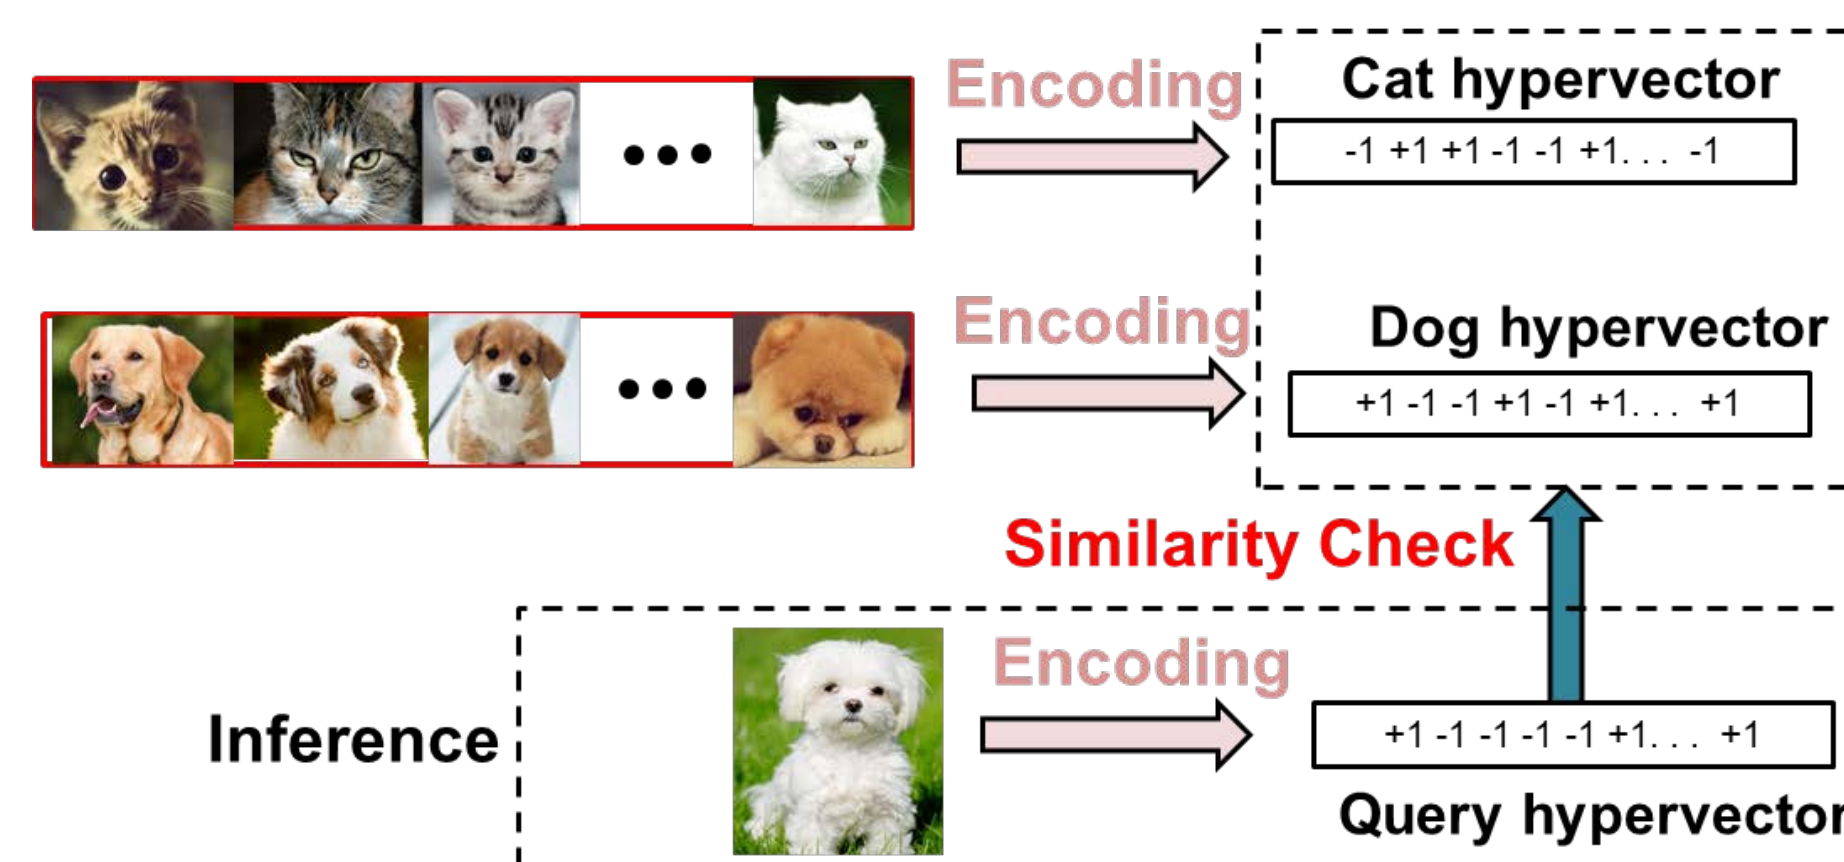 Encoding
Cat hypervector
-1 +1 +1 -1 -1 +1. . . -1
Encoding
Dog hypervector
+1 -1 -1 +1 -1 +1. . . +1
Similarity Check
Encoding
Inference
+1 -1 -1 -1 -1 +1. . . +1
Query hypervector